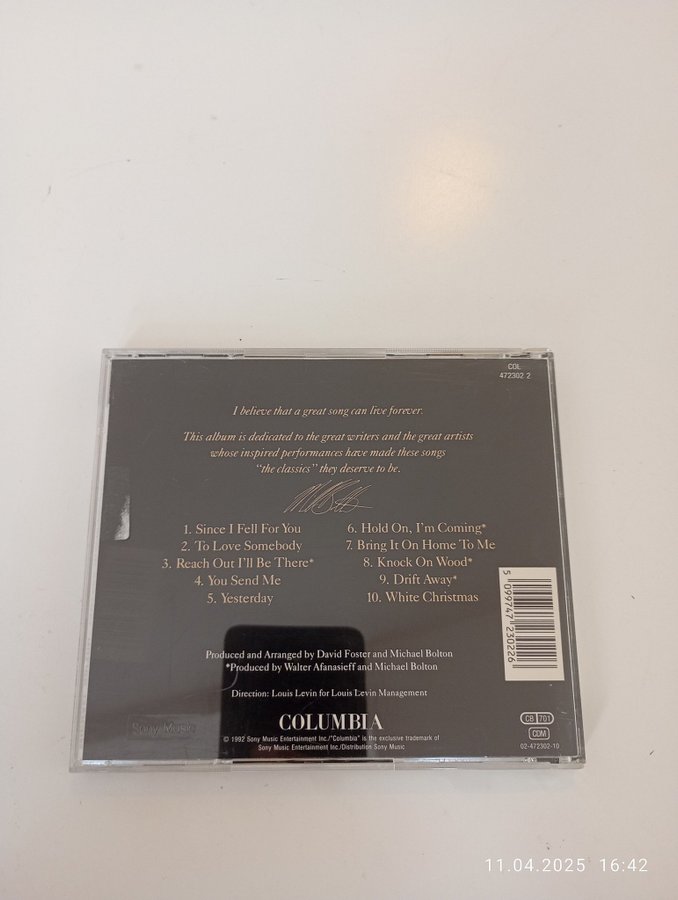 COL
472302 2
I believe that a great song can live forever.
This album is dedicated to the great writers and the great artists
whose inspired performances have made these songs
"the classics" they deserve to be.
1. Since I Fell For You
2. To Love Somebody
3. Reach Out I'll Be There*
4. You Send Me
5. Yesterday
6. Hold On, I'm Coming*
7. Bring It On Home To Me
8. Knock On Wood*
9. Drift Away*
10. White Christmas
5 099747 230226
Produced and Arranged by David Foster and Michael Bolton
*Produced by Walter Afanasieff and Michael Bolton
Direction: Louis Levin for Louis Levin Management
Sony Music
COLUMBIA
© 1992 Sony Music Entertainment Inc./"Columbia" is the exclusive trademark of
Sony Music Entertainment Inc./Distribution Sony Music
CB 701
CDM
02-472302-10
11.04.2025 16:42